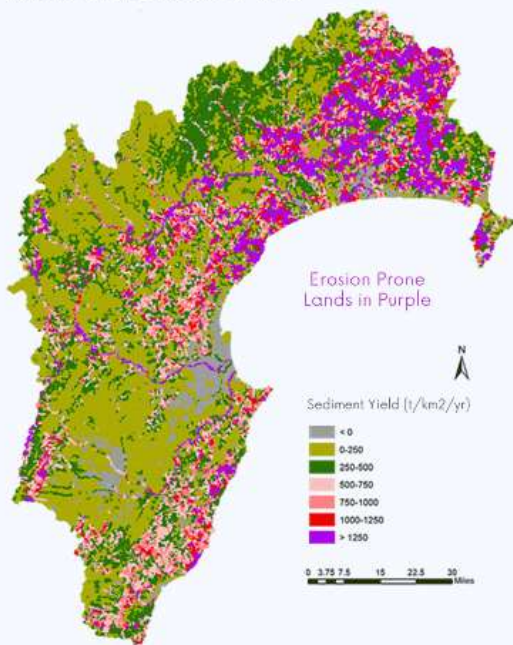 Erosion Prone
Lands in Purple
N
Sediment Yield (t/km2/yr)
< 0
0-250
250-500
500-750
750-1000
1000-1250
> 1250
0 3.75 7.5 15 22.5 30
Miles